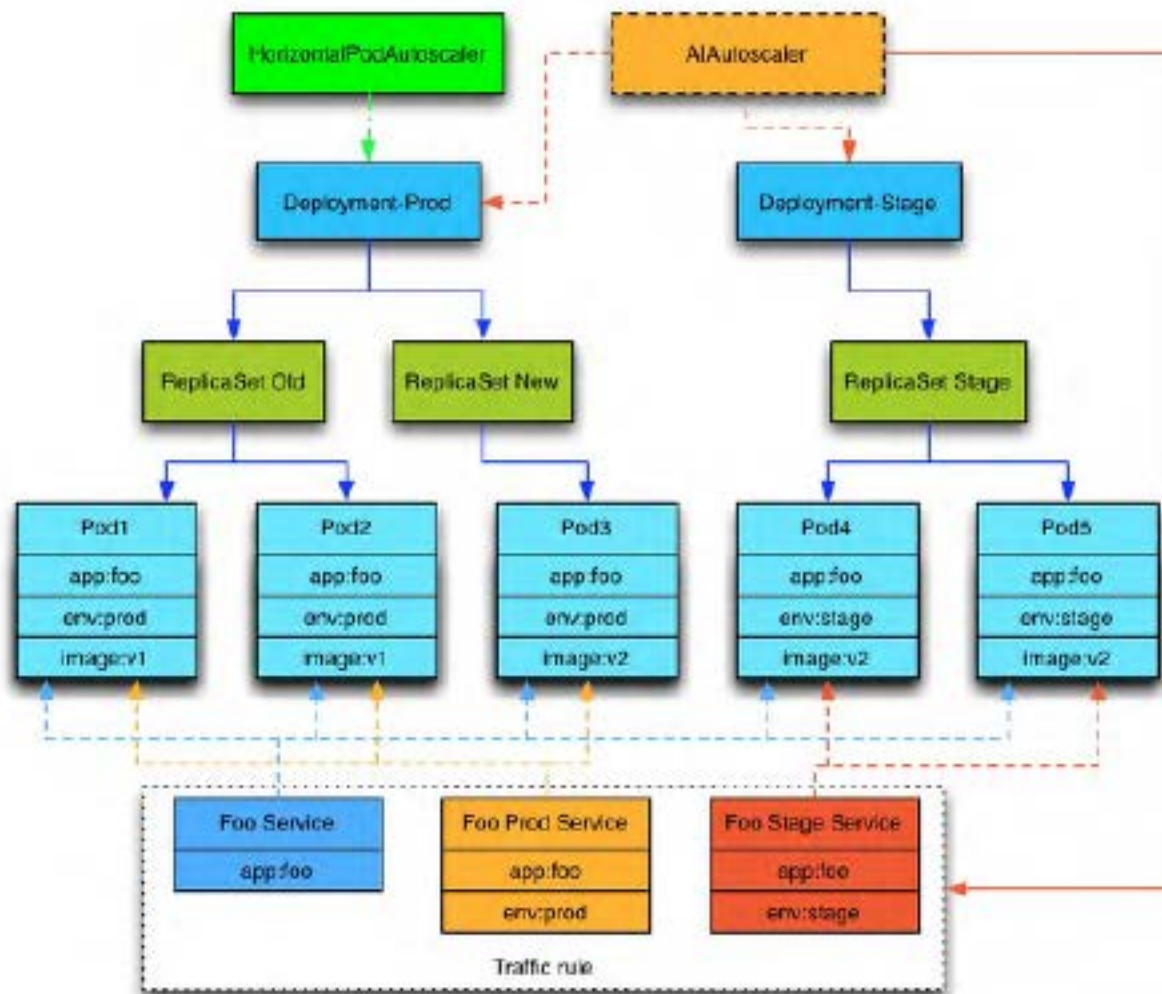 HorizontalPodAutoscaler
AIAutoscaler
Deployment-Prod
Deployment-Stage
ReplicaSet Old
ReplicaSet New
ReplicaSet Stage
Pod1
app:foo
env:prod
image:v1
Pod2
app:foo
env:prod
image:v1
Pod3
app:foo
env:prod
image:v2
Pod4
app:foo
env:stage
image:v2
Pod5
app:foo
env:stage
image:v2
Foo Service
app:foo
Foo Prod Service
app:foo
env:prod
Foo Stage Service
app:foo
env:stage
Traffic rule